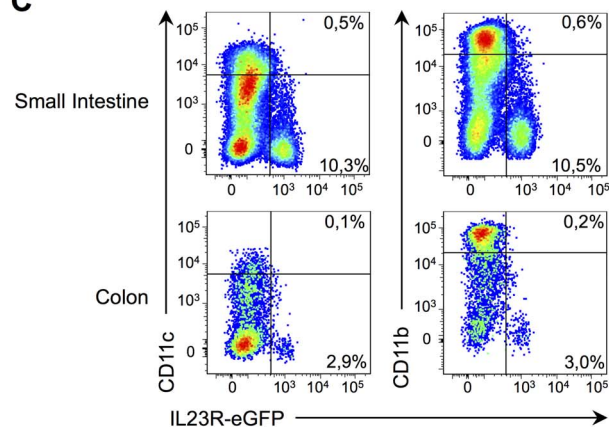 C
0,5%
0,6%
10⁵
10⁴
10³
0
Small Intestine
10,3%
10,5%
0 10³ 10⁴ 10⁵
10⁵
10⁴
10³
0
0 10³ 10⁴ 10⁵
0,1%
0,2%
10⁵
10⁴
10³
0
Colon
2,9%
3,0%
0 10³ 10⁴ 10⁵
10⁵
10⁴
10³
0
0 10³ 10⁴ 10⁵
CD11c
CD11b
IL23R-eGFP